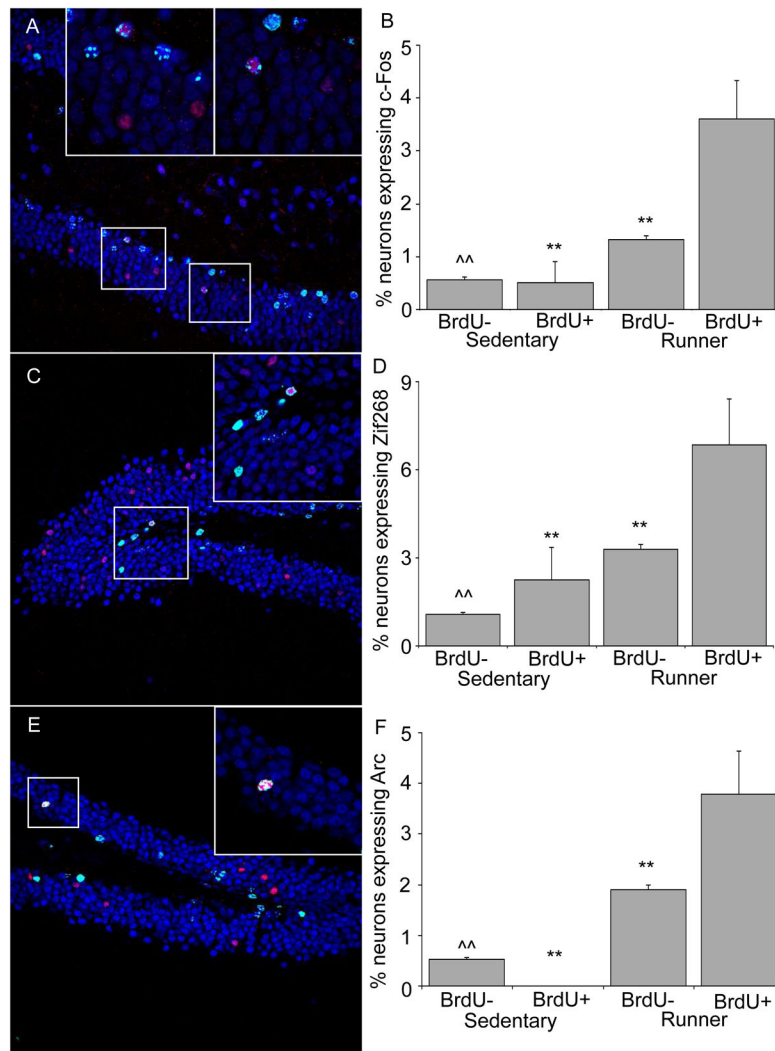 A
B
% neurons expressing c-Fos
5
4
3
2
1
0
^^
**
**
BrdU- BrdU+ BrdU- BrdU+
Sedentary Runner
C
D
% neurons expressing Zif268
9
6
3
0
^^
**
**
BrdU- BrdU+ BrdU- BrdU+
Sedentary Runner
E
F
% neurons expressing Arc
5
4
3
2
1
0
^^
**
**
BrdU- BrdU+ BrdU- BrdU+
Sedentary Runner